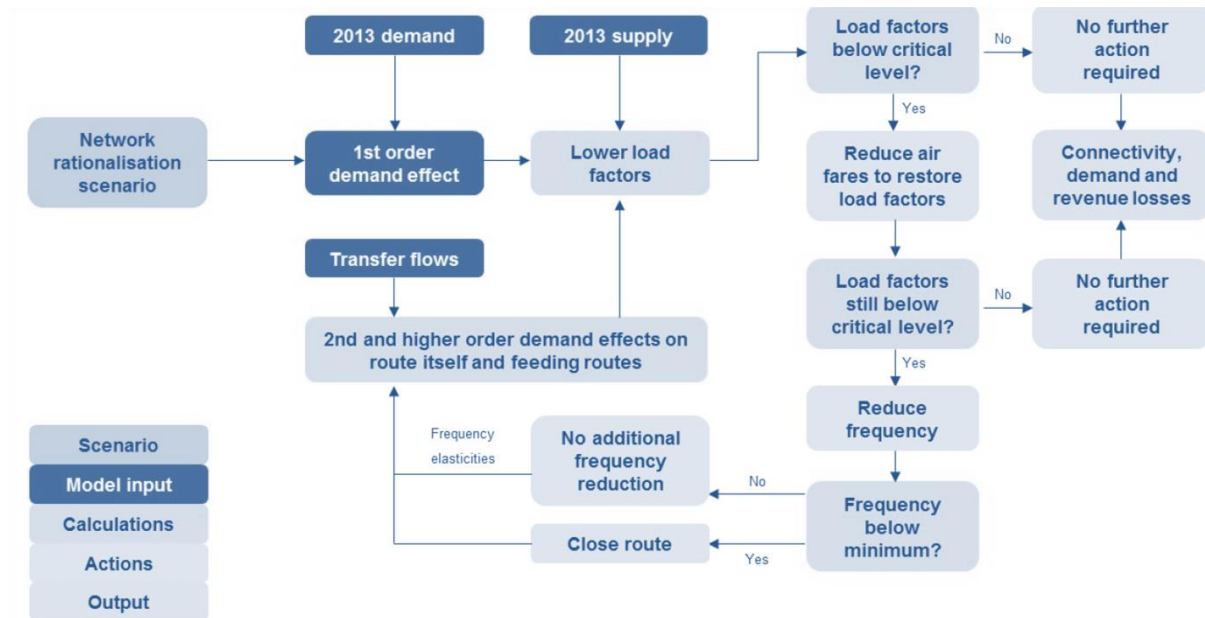 2013 demand
2013 supply
Load factors
below critical
level?
No
No further
action
required
Yes
Network
rationalisation
scenario
1st order
demand effect
Lower load
factors
Reduce air
fares to restore
load factors
Connectivity,
demand and
revenue losses
Transfer flows
Load factors
still below
critical level?
No
No further
action
required
2nd and higher order demand effects on
route itself and feeding routes
Yes
Reduce
frequency
Frequency
elasticities
No additional
frequency
reduction
No
Frequency
below
minimum?
Close route
Yes
Scenario
Model input
Calculations
Actions
Output